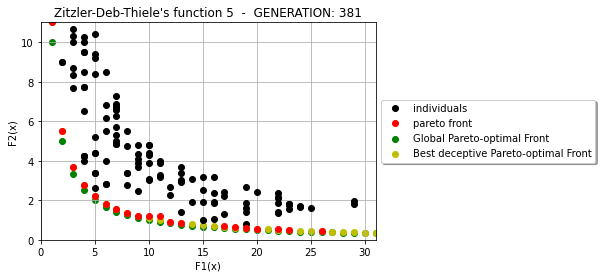 Zitzler-Deb-Thiele's function 5 - GENERATION: 381
F2(x)
10
8
6
4
2
0
0 5 10 15 20 25 30
F1(x)
individuals
pareto front
Global Pareto-optimal Front
Best deceptive Pareto-optimal Front